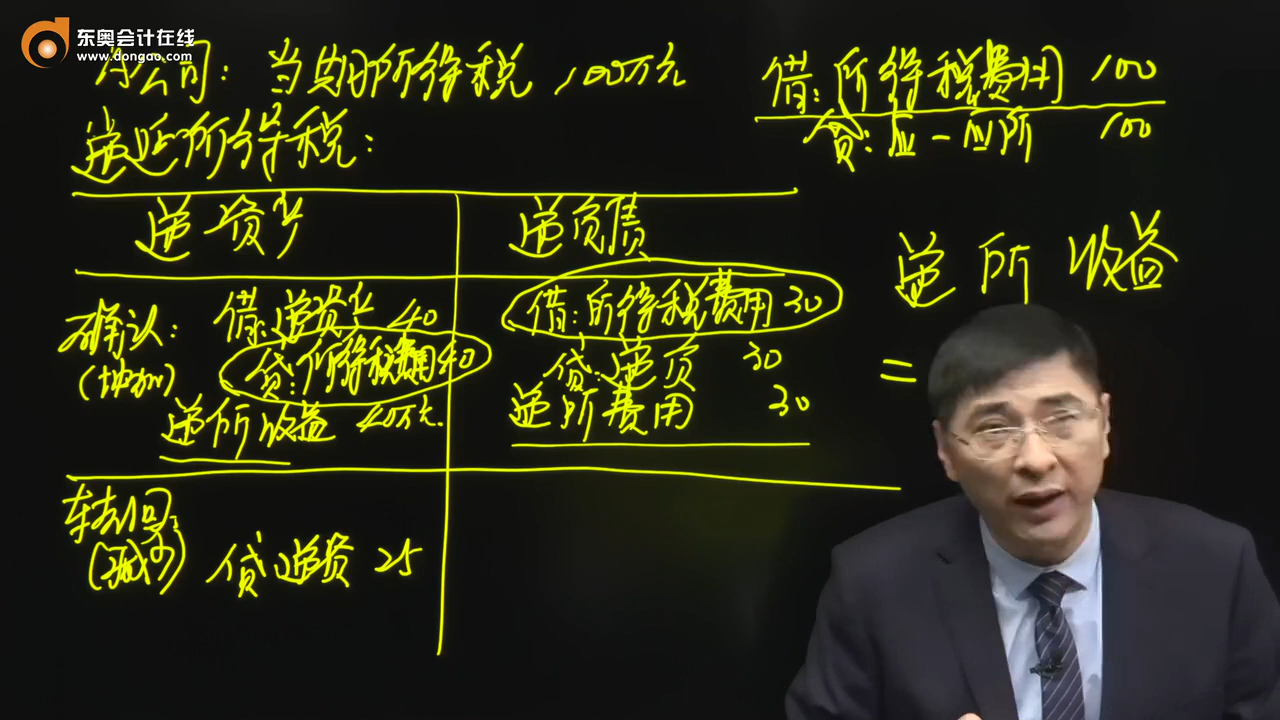 东奥会计在线
www.dongao.com
公司：当期所得税 100万元
递延所得税：
借：所得税费用 100
贷：应一应所 100
递资产
递负债
递 所 收益
=
确认：
(增加)
借：递资产 40
贷：所得税费用 40
递所收益 40万元.
借：所得税费用 30
贷：递负 30
递所费用 30
转回：
(减少)
贷 递资 25